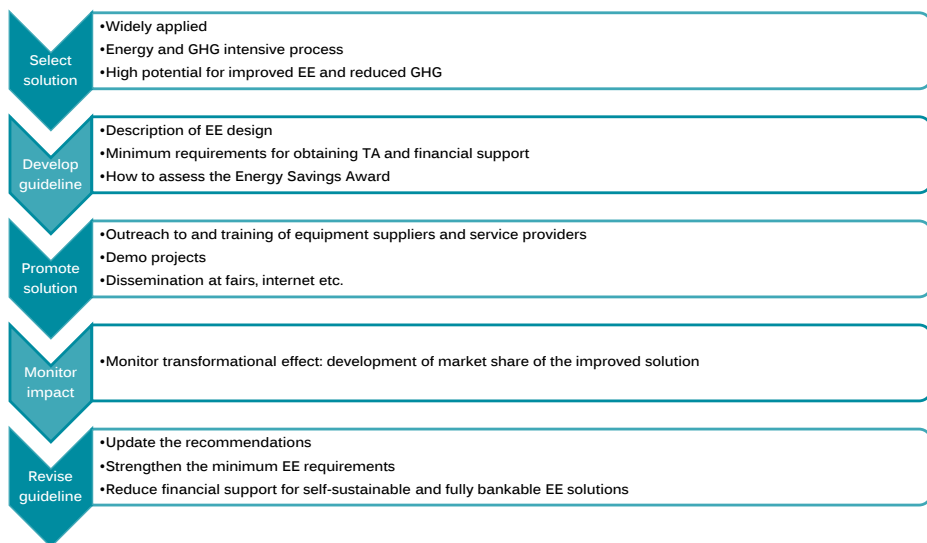 Select
solution
•Widely applied
•Energy and GHG intensive process
•High potential for improved EE and reduced GHG
Develop
guideline
•Description of EE design
•Minimum requirements for obtaining TA and financial support
•How to assess the Energy Savings Award
Promote
solution
•Outreach to and training of equipment suppliers and service providers
•Demo projects
•Dissemination at fairs, internet etc.
Monitor
impact
•Monitor transformational effect: development of market share of the improved solution
Revise
guideline
•Update the recommendations
•Strengthen the minimum EE requirements
•Reduce financial support for self-sustainable and fully bankable EE solutions